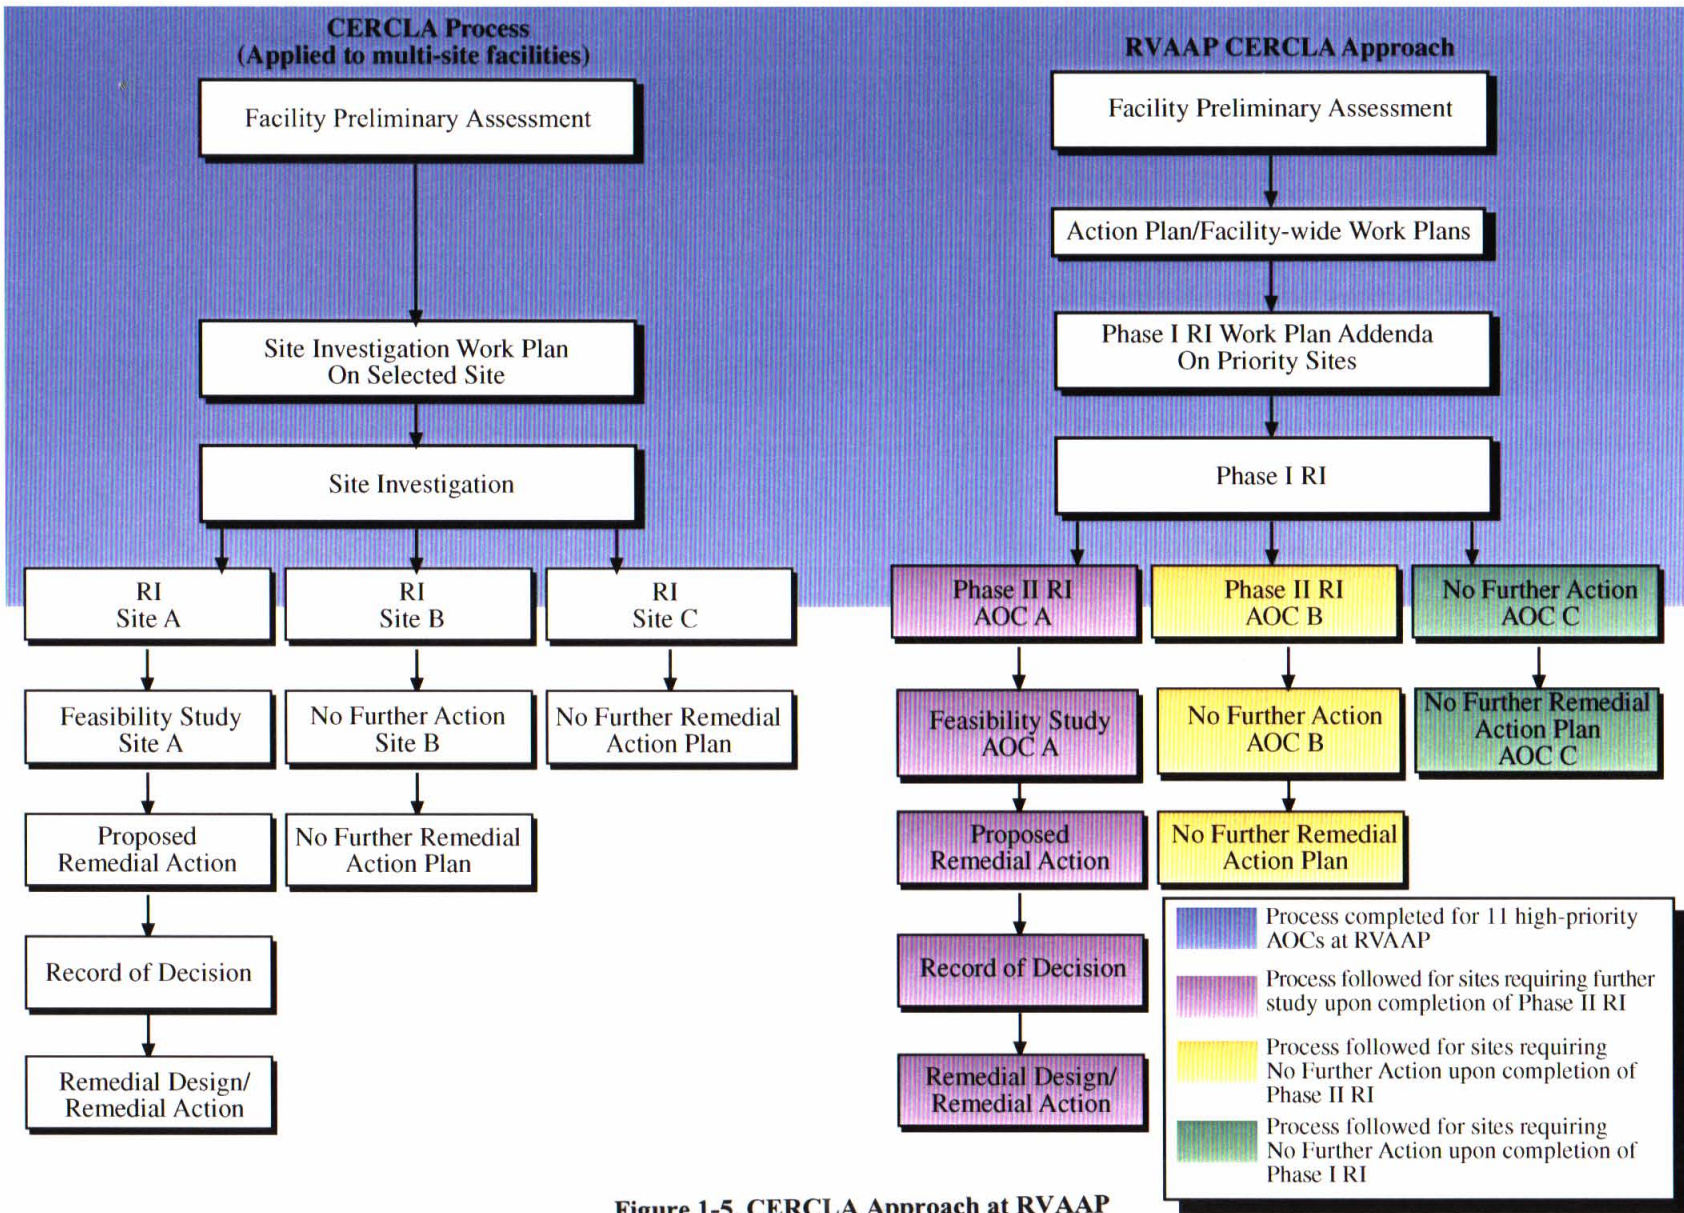 CERCLA Process
(Applied to multi-site facilities)
Facility Preliminary Assessment
Site Investigation Work Plan
On Selected Site
Site Investigation
RI
Site A
RI
Site B
RI
Site C
Feasibility Study
Site A
No Further Action
Site B
No Further Remedial
Action Plan
Proposed
Remedial Action
No Further Remedial
Action Plan
Record of Decision
Remedial Design/
Remedial Action
RVAAP CERCLA Approach
Facility Preliminary Assessment
Action Plan/Facility-wide Work Plans
Phase I RI Work Plan Addenda
On Priority Sites
Phase I RI
Phase II RI
AOC A
Phase II RI
AOC B
No Further Action
AOC C
Feasibility Study
AOC A
No Further Action
AOC B
No Further Remedial
Action Plan
AOC C
Proposed
Remedial Action
No Further Remedial
Action Plan
Record of Decision
Remedial Design/
Remedial Action
Process completed for 11 high-priority
AOCs at RVAAP
Process followed for sites requiring further
study upon completion of Phase II RI
Process followed for sites requiring
No Further Action upon completion of
Phase II RI
Process followed for sites requiring
No Further Action upon completion of
Phase I RI
Figure 1-5. CERCLA Approach at RVAAP